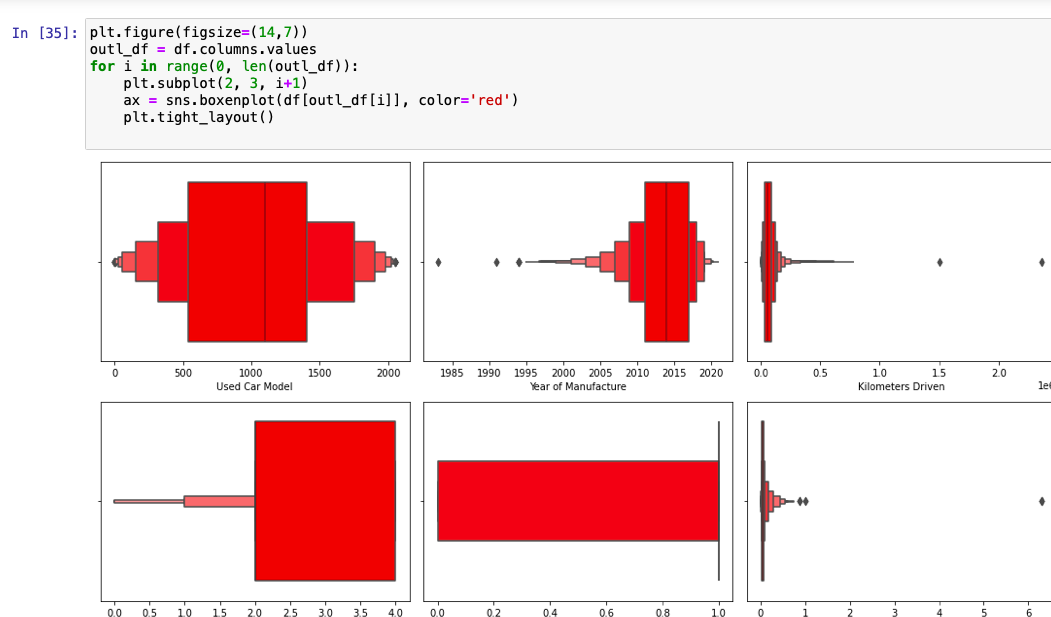 In [35]: plt.figure(figsize=(14,7))
outl_df = df.columns.values
for i in range(0, len(outl_df)):
    plt.subplot(2, 3, i+1)
    ax = sns.boxenplot(df[outl_df[i]], color='red')
    plt.tight_layout()
0 500 1000 1500 2000
Used Car Model
1985 1990 1995 2000 2005 2010 2015 2020
Year of Manufacture
0.0 0.5 1.0 1.5 2.0
Kilometers Driven
0.0 0.5 1.0 1.5 2.0 2.5 3.0 3.5 4.0
0.0 0.2 0.4 0.6 0.8 1.0
0 1 2 3 4 5 6